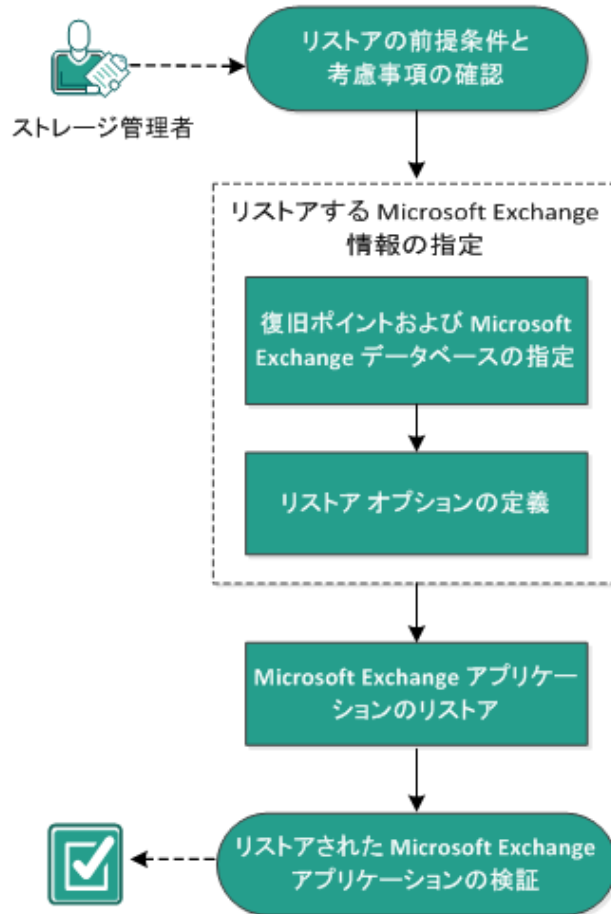 リストアの前提条件と
考慮事項の確認
ストレージ管理者
リストアする Microsoft Exchange
情報の指定
復旧ポイントおよび Microsoft
Exchange データベースの指定
リストア オプションの定義
Microsoft Exchange アプリケー
ションのリストア
リストアされた Microsoft Exchange
アプリケーションの検証